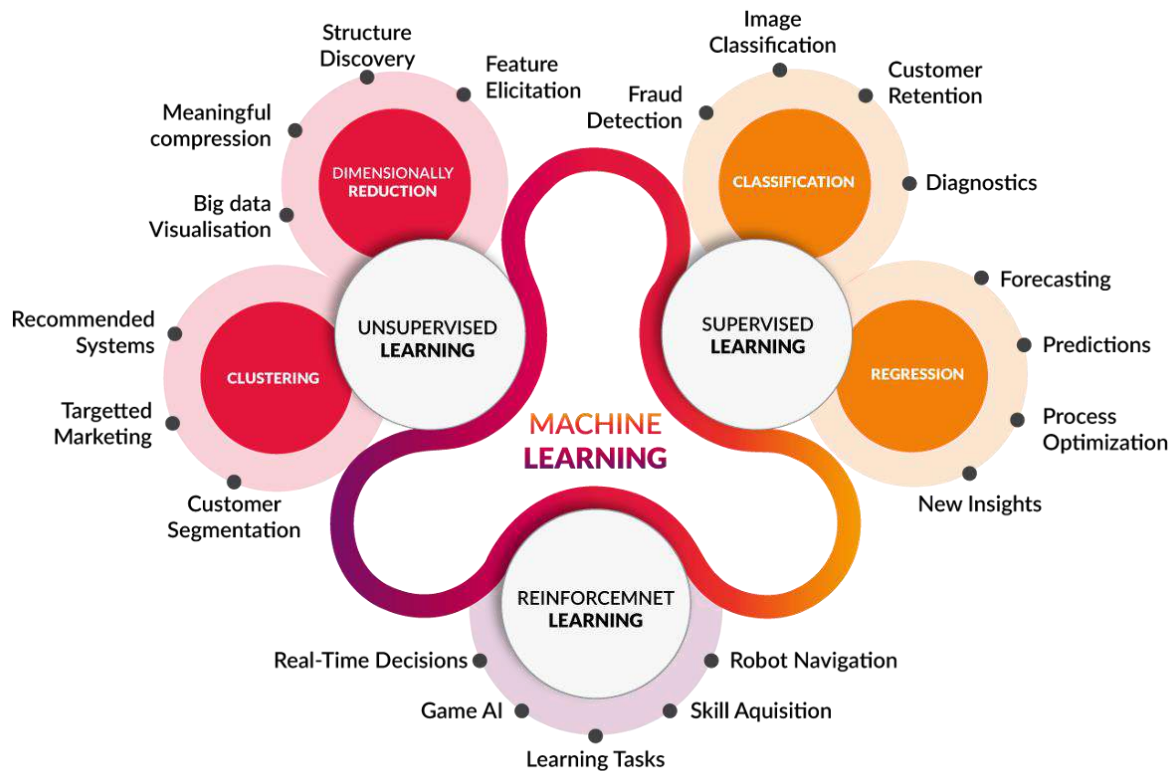 Structure
Discovery
Feature
Elicitation
Meaningful
compression
Big data
Visualisation
DIMENSIONALLY
REDUCTION
UNSUPERVISED
LEARNING
Recommended
Systems
Targetted
Marketing
Customer
Segmentation
CLUSTERING
Image
Classification
Customer
Retention
Fraud
Detection
Diagnostics
CLASSIFICATION
SUPERVISED
LEARNING
Forecasting
Predictions
Process
Optimization
New Insights
REGRESSION
MACHINE
LEARNING
REINFORCEMNET
LEARNING
Real-Time Decisions
Game AI
Learning Tasks
Skill Aquisition
Robot Navigation